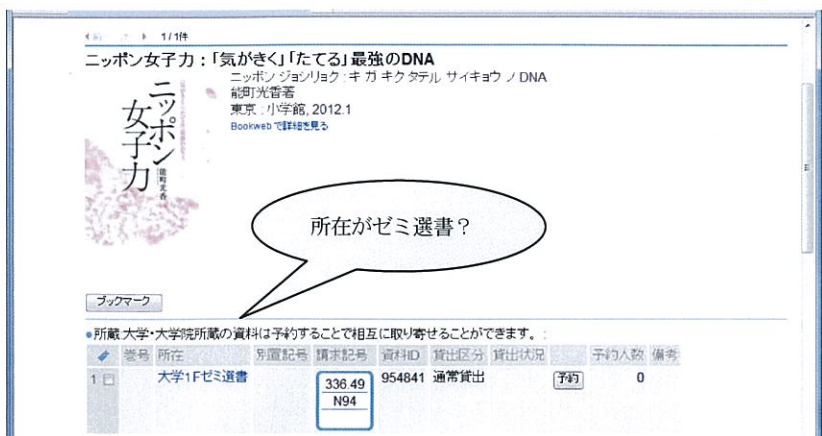 1 / 1件
ニッポン女子力：「気がきく」「たてる」最強のDNA
ニッポン ジョシリョク : キ ガ キク タテル サイキョウ ノ DNA
能町光香著
東京 : 小学館, 2012.1
Bookweb で詳細を見る
ニッポン
女子力
能町光香
所在がゼミ選書？
ブックマーク
所蔵 大学・大学院所蔵の資料は予約することで相互に取り寄せることができます。:
巻号 所在 別置記号 請求記号 資料ID 貸出区分 貸出状況 予約人数 備考
1 大学1Fゼミ選書 336.49 954841 通常貸出 予約 0
N94